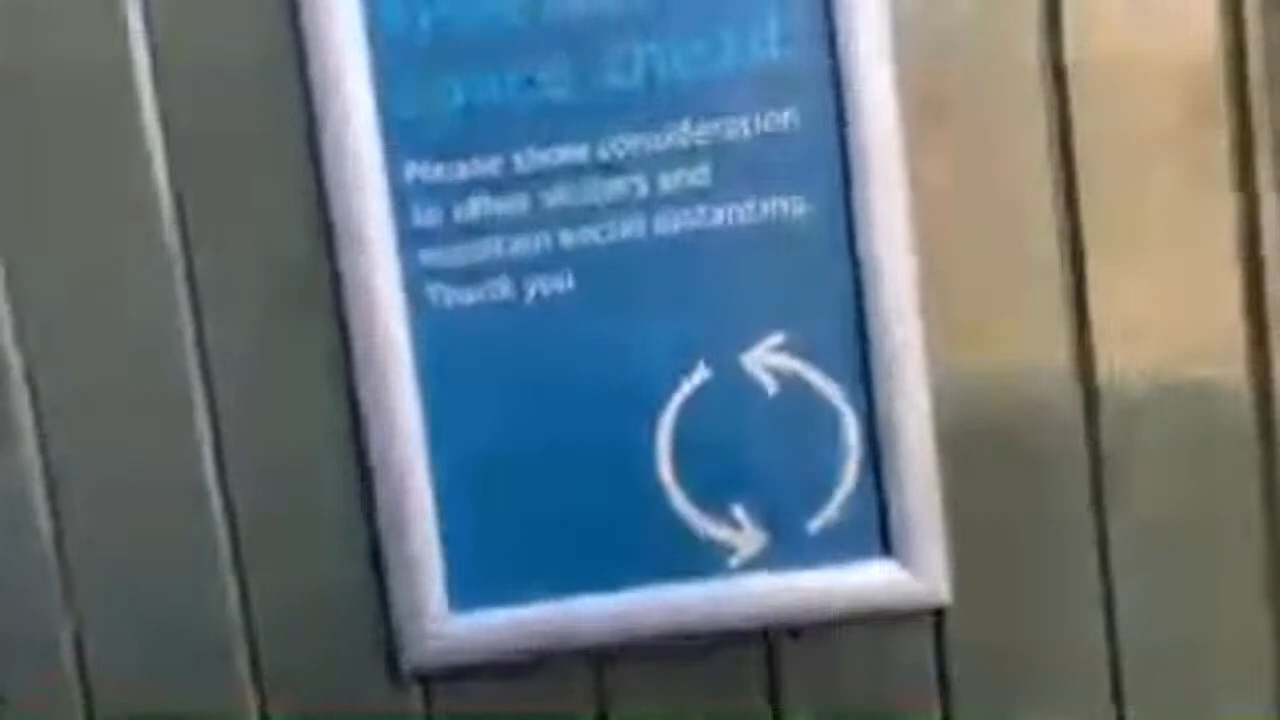 ahead
Please show consideration
to other visitors and
maintain social distancing.
Thank you